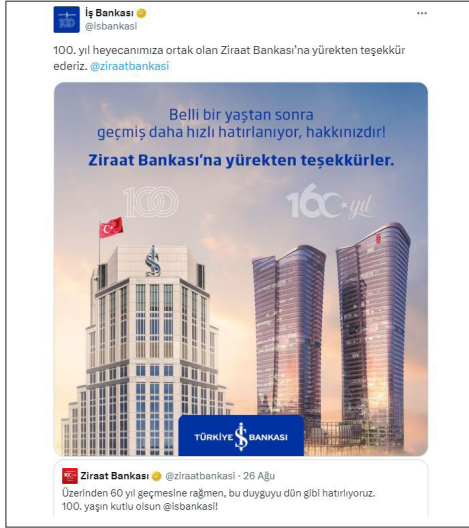 İş Bankası
@isbankasi
100. yıl heyecanımıza ortak olan Ziraat Bankası'na yürekten teşekkür
ederiz. @ziraatbankasi
Belli bir yaştan sonra
geçmiş daha hızlı hatırlanıyor, hakkınızdır!
Ziraat Bankası'na yürekten teşekkürler.
100
160 yıl
TÜRKİYE İŞ BANKASI
Ziraat Bankası @ziraatbankasi · 26 Ağu
Üzerinden 60 yıl geçmesine rağmen, bu duyguyu dün gibi hatırlıyoruz.
100. yaşın kutlu olsun @isbankasi!